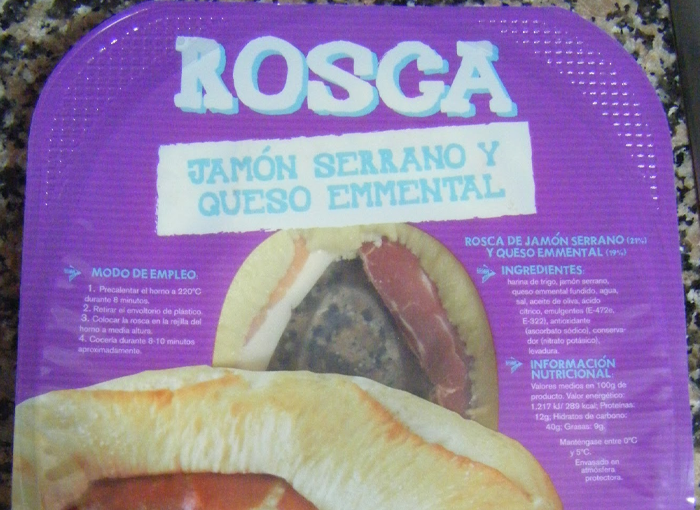 ROSCA
JAMÓN SERRANO Y
QUESO EMMENTAL
MODO DE EMPLEO:
1. Precalentar el horno a 220ºC
durante 6 minutos.
2. Retirar el envoltorio de plástico.
3. Colocar la rosca en la rejilla del
horno a media altura.
4. Cocerla durante 8-10 minutos
aproximadamente.
ROSCA DE JAMÓN SERRANO (21%)
Y QUESO EMMENTAL (19%)
INGREDIENTES:
harina de trigo, jamón serrano,
queso emmental fundido, agua,
sal, aceite de oliva, ácido
cítrico, emulgentes (E-472e,
E-322), antioxidante
(ascorbato sódico), conserva-
dor (nitrato potásico),
levadura.
INFORMACIÓN
NUTRICIONAL
Valores medios en 100g de
producto. Valor energético:
1.217 kJ/ 289 kcal; Proteínas:
12g; Hidratos de carbono:
40g; Grasas: 9g.
Manténgase entre 0ºC
y 5ºC.
Envasado en
atmósfera
protectora.